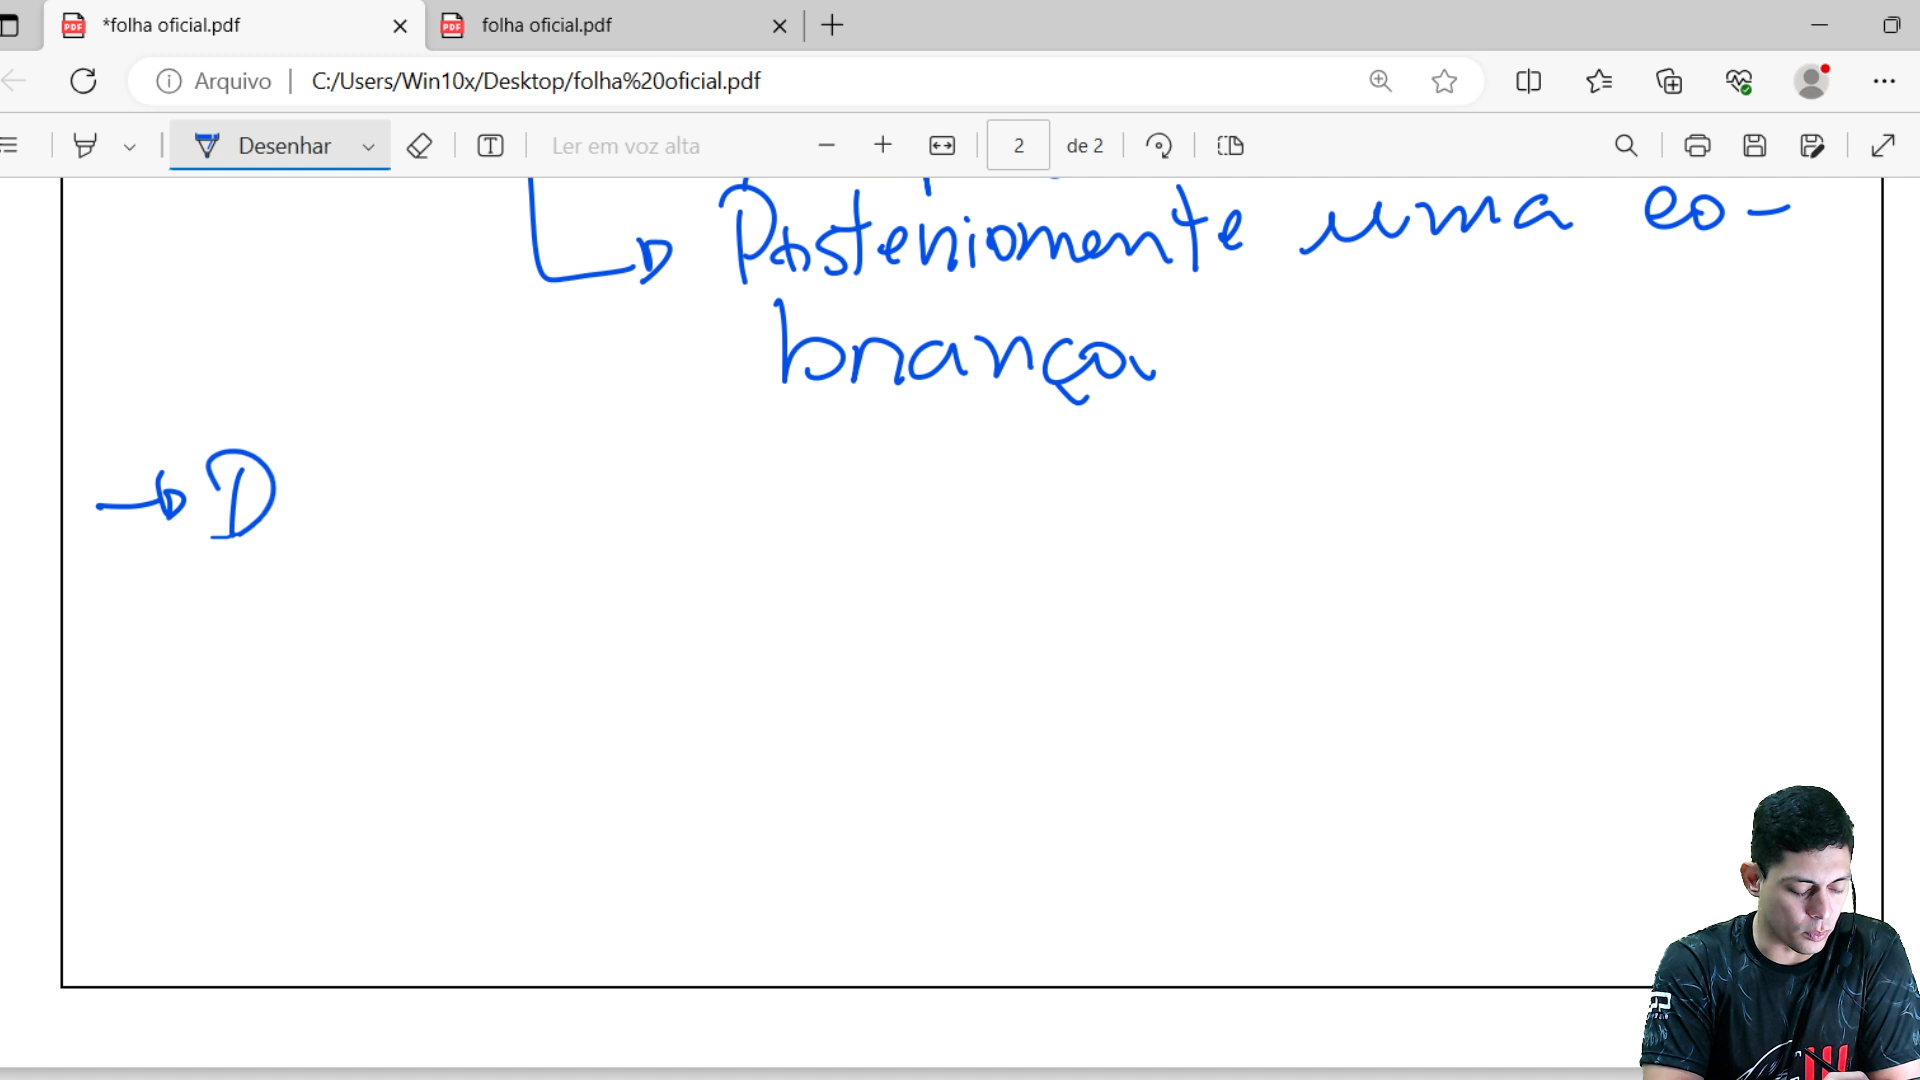 *folha oficial.pdf
folha oficial.pdf
Arquivo
C:/Users/Win10x/Desktop/folha%20oficial.pdf
Desenhar
Ler em voz alta
2
de 2
Posteriormente uma co-
brança
D